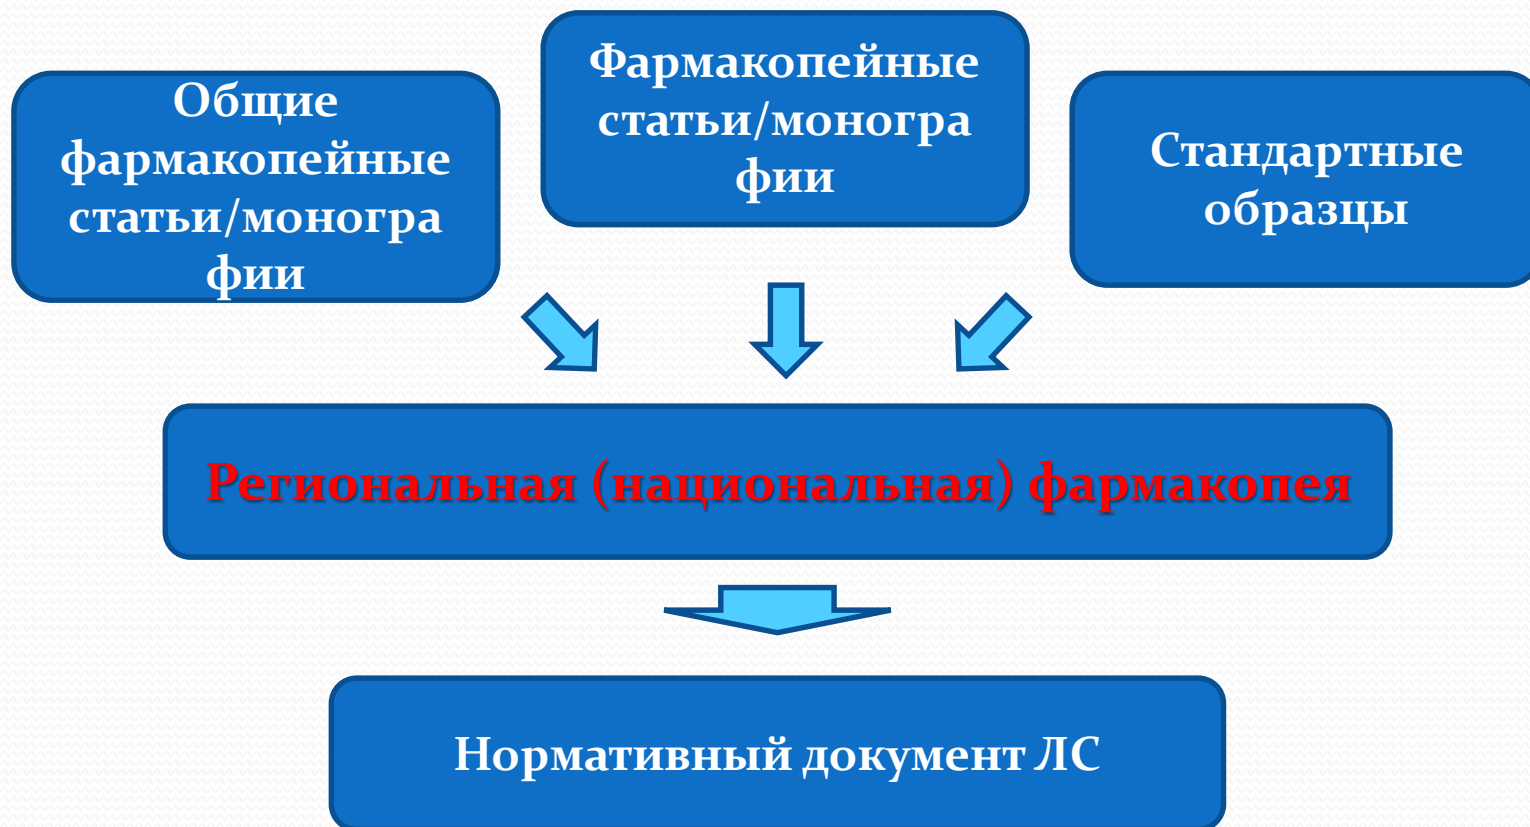 Общие
фармакопейные
статьи/моногра
фии
Фармакопейные
статьи/моногра
фии
Стандартные
образцы
Региональная (национальная) фармакопея
Нормативный документ ЛС